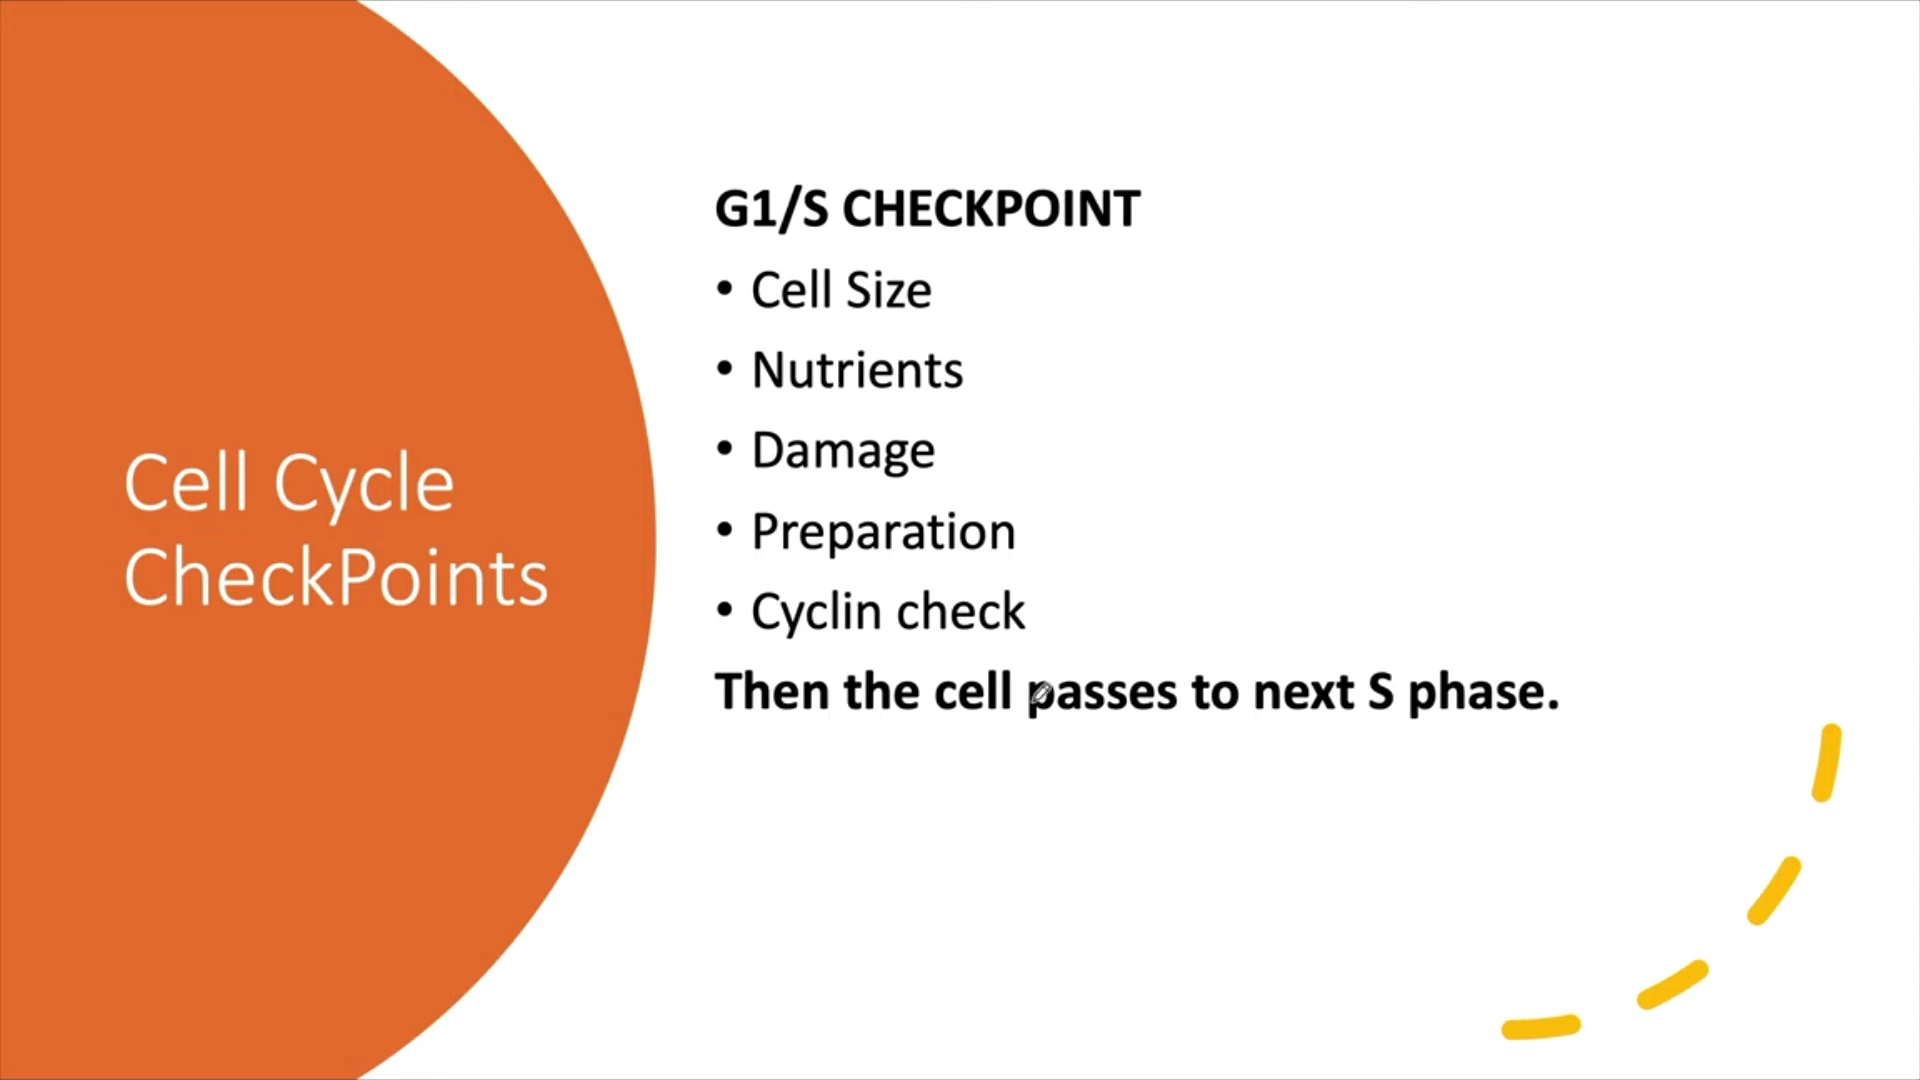 Cell Cycle
CheckPoints
G1/S CHECKPOINT
• Cell Size
• Nutrients
• Damage
• Preparation
• Cyclin check
Then the cell passes to next S phase.